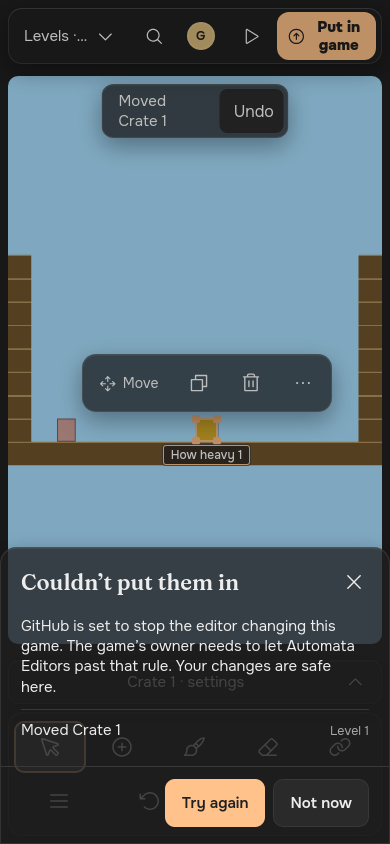 Levels ·...
G
Put in
game
Moved
Crate 1
Undo
Move
How heavy 1
Couldn’t put them in
GitHub is set to stop the editor changing this
game. The game’s owner needs to let Automata
Editors past that rule. Your changes are safe
here.
Crate 1 · settings
Moved Crate 1
Level 1
Try again
Not now